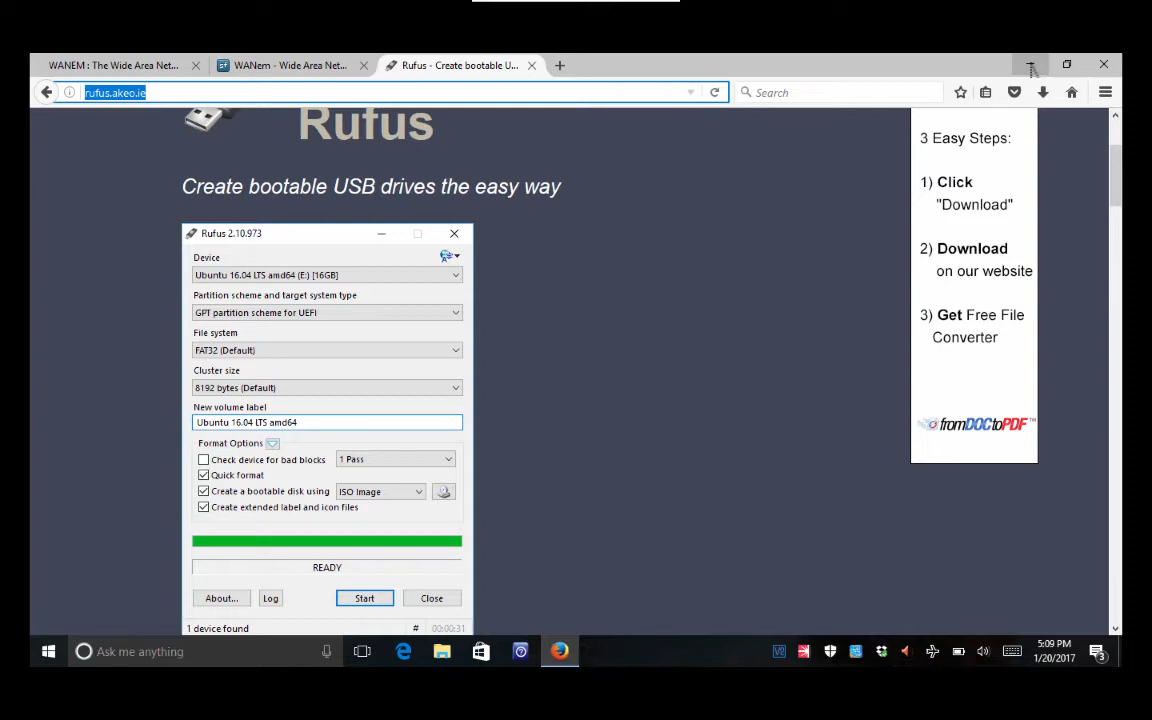 WANEM : The Wide Area Net...
WANem - Wide Area Net...
Rufus - Create bootable U...
rufus.akeo.ie
Search
Rufus
Create bootable USB drives the easy way
Rufus 2.10.973
Device
Ubuntu 16.04 LTS amd64 (E:) [16GB]
Partition scheme and target system type
GPT partition scheme for UEFI
File system
FAT32 (Default)
Cluster size
8192 bytes (Default)
New volume label
Ubuntu 16.04 LTS amd64
Format Options
Check device for bad blocks
1 Pass
Quick format
Create a bootable disk using
ISO Image
Create extended label and icon files
READY
About...
Log
Start
Close
1 device found
#
00:00:31
3 Easy Steps:
1) Click
"Download"
2) Download
on our website
3) Get Free File
Converter
fromDOCtoPDF™
Ask me anything
5:09 PM
1/20/2017
3